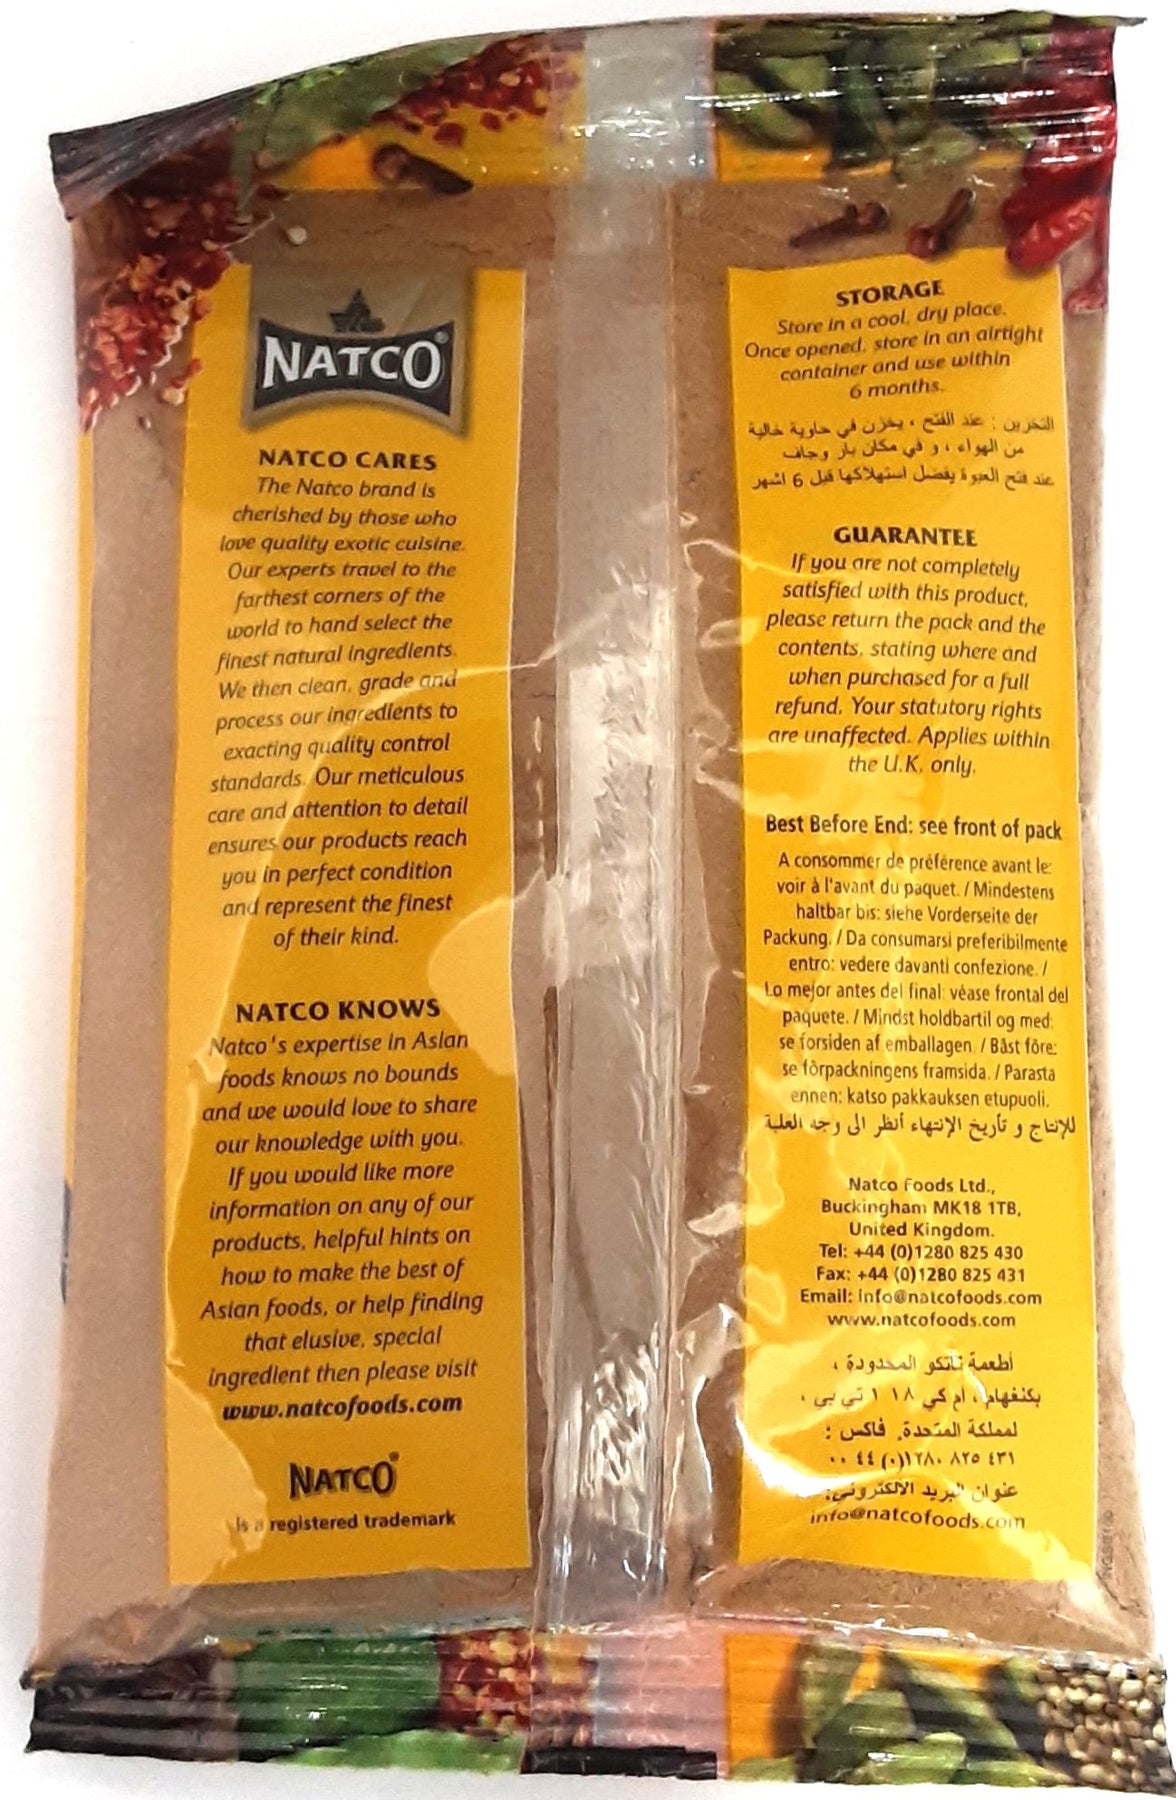 NATCO®
NATCO CARES
The Natco brand is
cherished by those who
love quality exotic cuisine.
Our experts travel to the
farthest corners of the
world to hand select the
finest natural ingredients.
We then clean, grade and
process our ingredients to
exacting quality control
standards. Our meticulous
care and attention to detail
ensures our products reach
you in perfect condition
and represent the finest
of their kind.
NATCO KNOWS
Natco's expertise in Asian
foods knows no bounds
and we would love to share
our knowledge with you.
If you would like more
information on any of our
products, helpful hints on
how to make the best of
Asian foods, or help finding
that elusive, special
ingredient then please visit
www.natcofoods.com
NATCO®
Is a registered trademark
STORAGE
Store in a cool, dry place.
Once opened, store in an airtight
container and use within
6 months.
التخرين : عند الفتح ، يخزن في حاوية خالية
من الهواء ، و في مكان بار وجاف
عند فتح العبوة يفضل استهلاكها قبل 6 اشهر
GUARANTEE
If you are not completely
satisfied with this product,
please return the pack and the
contents, stating where and
when purchased for a full
refund. Your statutory rights
are unaffected. Applies within
the U.K. only.
Best Before End: see front of pack
A consommer de préférence avant le:
voir à l'avant du paquet. / Mindestens
haltbar bis: siehe Vorderseite der
Packung. / Da consumarsi preferibilmente
entro: vedere davanti confezione. /
Lo mejor antes del final: véase frontal del
paquete. / Mindst holdbartil og med:
se forsiden af emballagen. / Bäst före:
se förpackningens framsida. / Parasta
ennen: katso pakkauksen etupuoli.
للإنتاج و تأريخ الإنتهاء أنظر الى وجه العلبة
Natco Foods Ltd.,
Buckingham MK18 1TB,
United Kingdom.
Tel: +44 (0)1280 825 430
Fax: +44 (0)1280 825 431
Email: info@natcofoods.com
www.natcofoods.com
أطعمة ناتكو المحدودة ،
بكنغهام ، أم كي ١٨ ١ تي بي ،
لمملكة المتحدة. فاكس :
٠٠ ٤٤ (٠)١٢٨٠ ٨٢٥ ٤٣١
عنوان البريد الالكتروني:
info@natcofoods.com